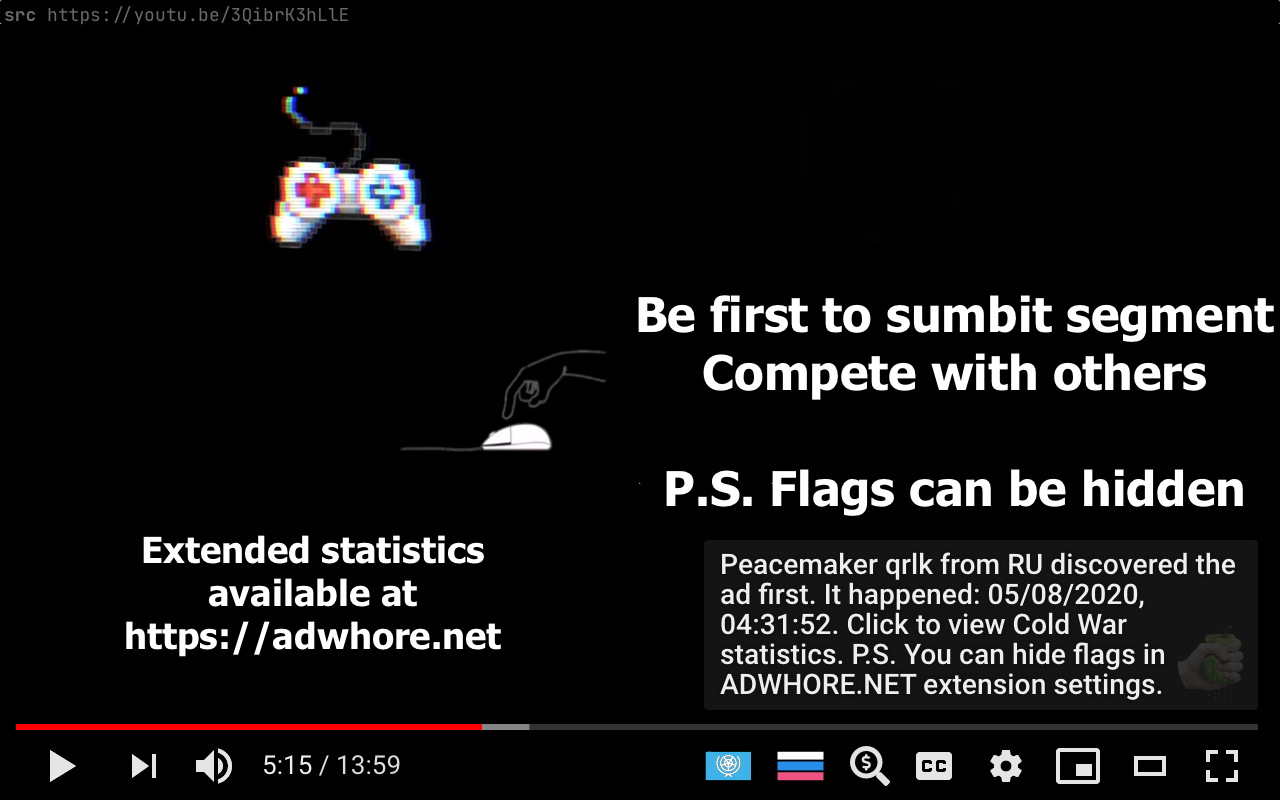 src https://youtu.be/3QibrK3hLlE
Be first to sumbit segment
Compete with others
P.S. Flags can be hidden
Extended statistics
available at
https://adwhore.net
Peacemaker qrlk from RU discovered the
ad first. It happened: 05/08/2020,
04:31:52. Click to view Cold War
statistics. P.S. You can hide flags in
ADWHORE.NET extension settings.
5:15 / 13:59
$
CC